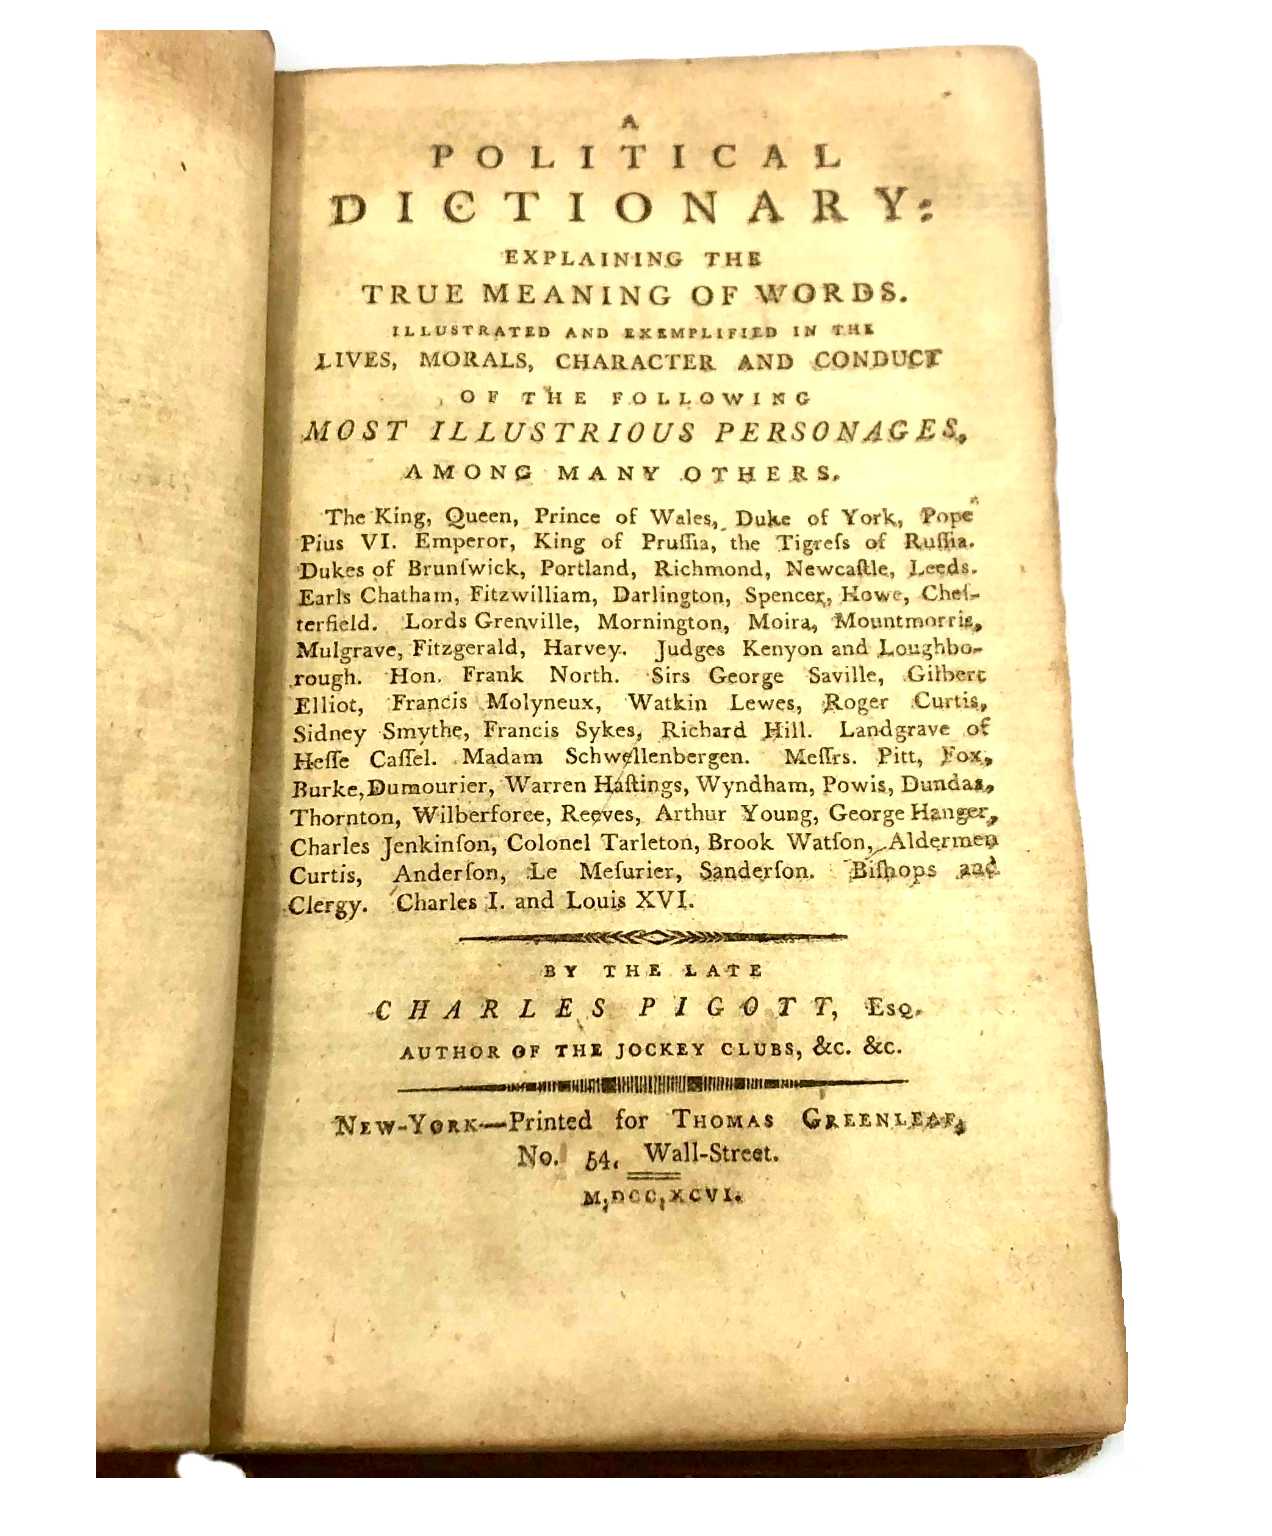 A
POLITICAL
DICTIONARY:
EXPLAINING THE
TRUE MEANING OF WORDS.
ILLUSTRATED AND EXEMPLIFIED IN THE
LIVES, MORALS, CHARACTER AND CONDUCT
OF THE FOLLOWING
MOST ILLUSTRIOUS PERSONAGES,
AMONG MANY OTHERS.
The King, Queen, Prince of Wales, Duke of York, Pope
Pius VI. Emperor, King of Pruſſia, the Tigreſs of Ruſſia.
Dukes of Brunſwick, Portland, Richmond, Newcaſtle, Leeds.
Earls Chatham, Fitzwilliam, Darlington, Spencer, Howe, Cheſ-
terfield. Lords Grenville, Mornington, Moira, Mountmorris,
Mulgrave, Fitzgerald, Harvey. Judges Kenyon and Loughbo-
rough. Hon. Frank North. Sirs George Saville, Gilbert
Elliot, Francis Molyneux, Watkin Lewes, Roger Curtis,
Sidney Smythe, Francis Sykes, Richard Hill. Landgrave of
Heſſe Caſſel. Madam Schwellenbergen. Meſſrs. Pitt, Fox,
Burke, Dumourier, Warren Haſtings, Wyndham, Powis, Dundas,
Thornton, Wilberforce, Reeves, Arthur Young, George Hanger,
Charles Jenkinſon, Colonel Tarleton, Brook Watſon, Aldermen
Curtis, Anderſon, Le Meſurier, Sanderſon. Biſhops and
Clergy. Charles I. and Louis XVI.
BY THE LATE
CHARLES PIGOTT, Esq.
AUTHOR OF THE JOCKEY CLUBS, &c. &c.
NEW-YORK—Printed for THOMAS GREENLEAF,
No. 54, Wall-Street.
M,DCC,XCVI.